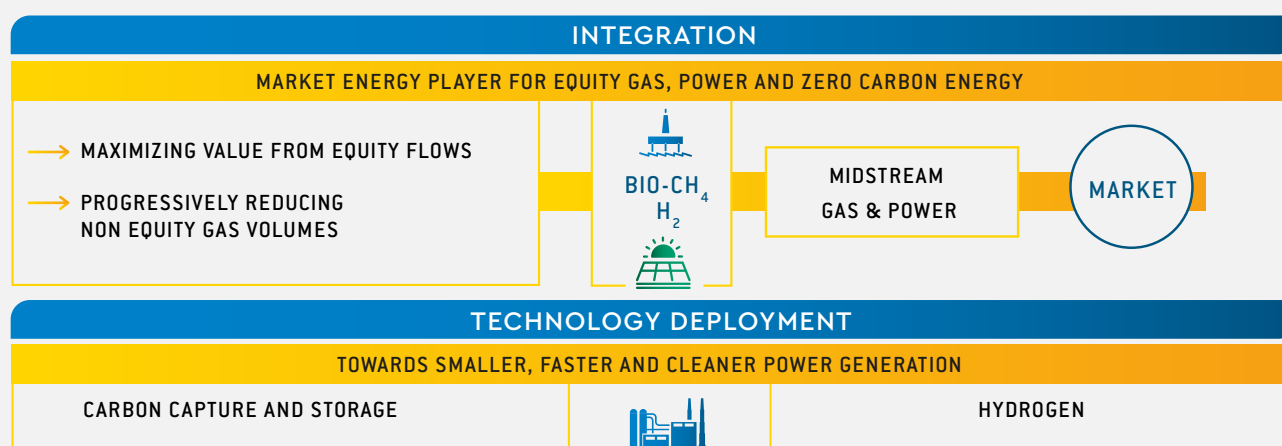 INTEGRATION
MARKET ENERGY PLAYER FOR EQUITY GAS, POWER AND ZERO CARBON ENERGY
MAXIMIZING VALUE FROM EQUITY FLOWS
PROGRESSIVELY REDUCING
NON EQUITY GAS VOLUMES
BIO-CH₄
H₂
MIDSTREAM
GAS & POWER
MARKET
TECHNOLOGY DEPLOYMENT
TOWARDS SMALLER, FASTER AND CLEANER POWER GENERATION
CARBON CAPTURE AND STORAGE
HYDROGEN